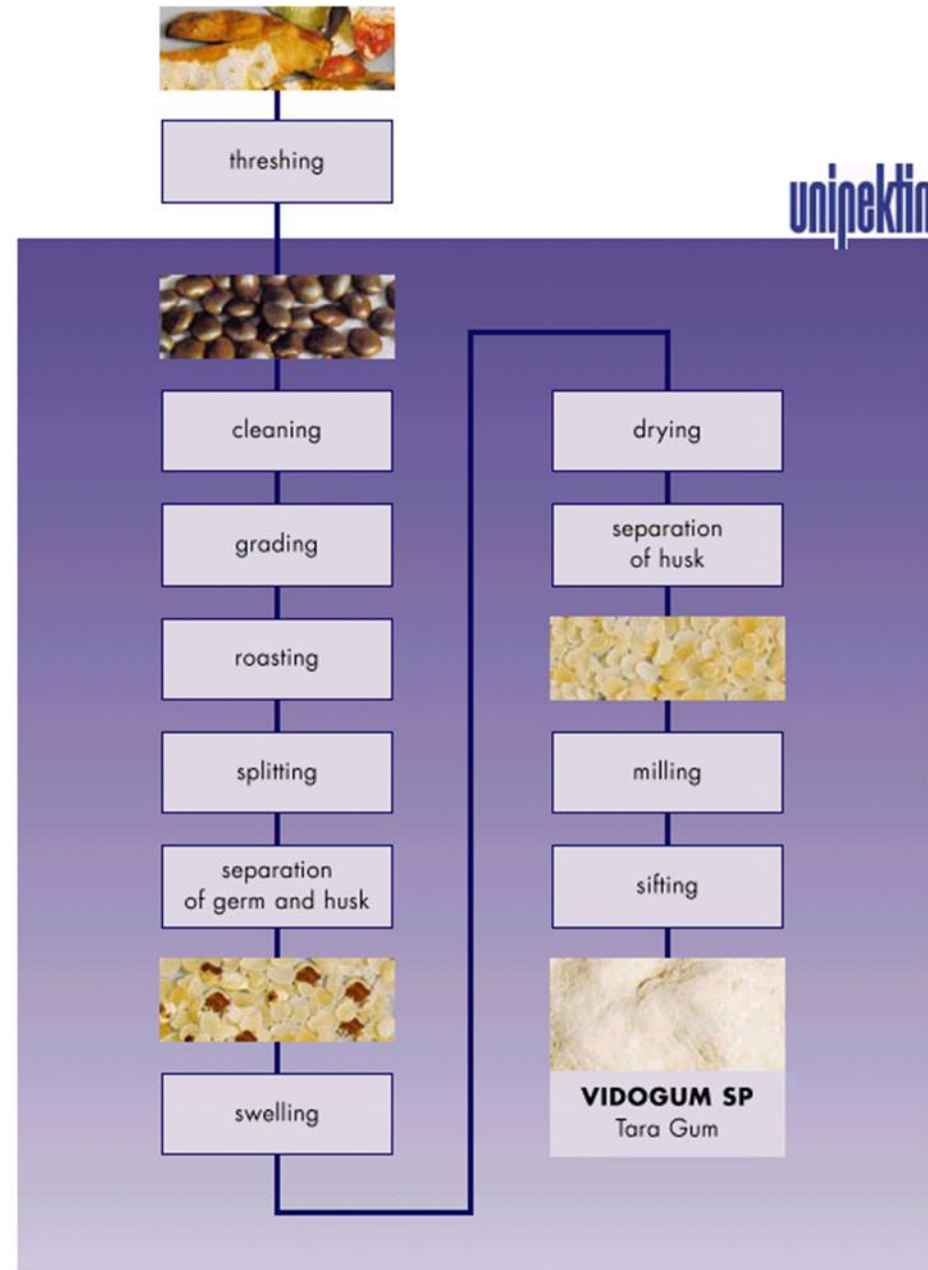 threshing
unipektin
cleaning
grading
roasting
splitting
separation
of germ and husk
swelling
drying
separation
of husk
milling
sifting
VIDOGUM SP
Tara Gum